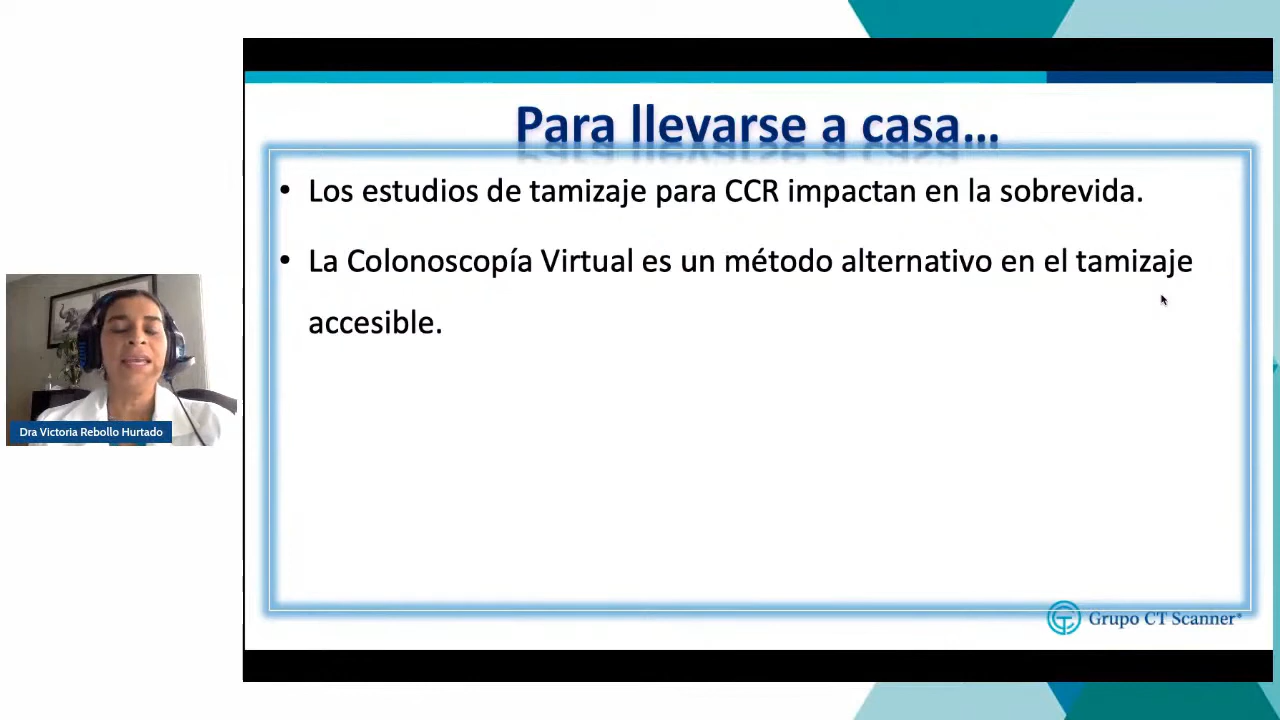 Para llevarse a casa...
• Los estudios de tamizaje para CCR impactan en la sobrevida.
• La Colonoscopía Virtual es un método alternativo en el tamizaje
accesible.
Dra Victoria Rebollo Hurtado
Grupo CT Scanner